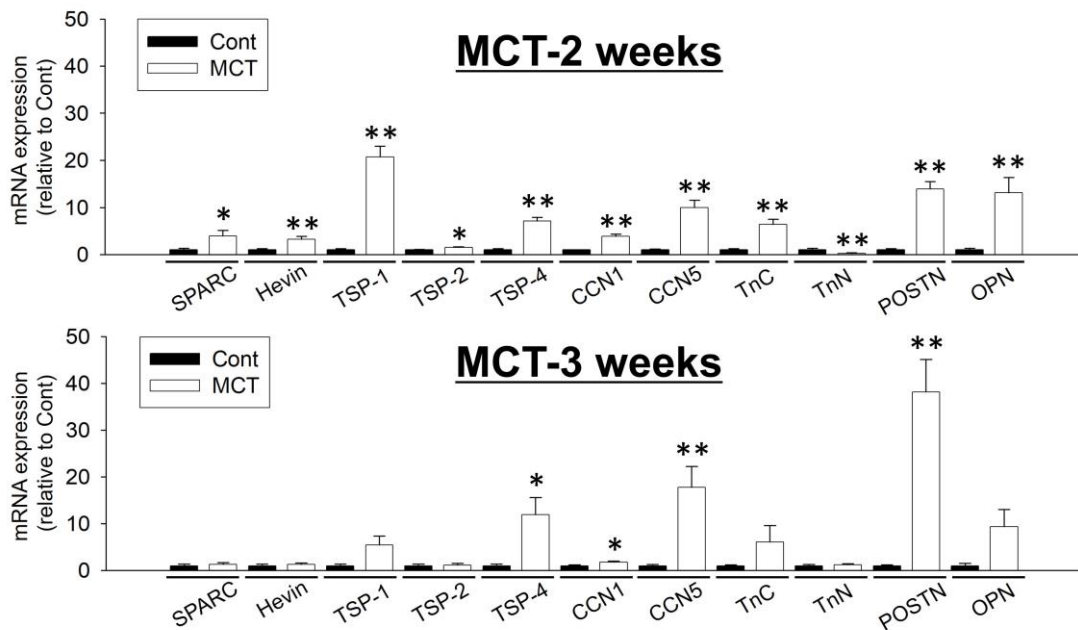 MCT-2 weeks
Cont
MCT
mRNA expression
(relative to Cont)
50
40
30
20
10
0
*
**
**
*
**
**
**
**
**
**
**
SPARC
Hevin
TSP-1
TSP-2
TSP-4
CCN1
CCN5
TnC
TnN
POSTN
OPN
MCT-3 weeks
Cont
MCT
mRNA expression
(relative to Cont)
50
40
30
20
10
0
*
*
**
**
SPARC
Hevin
TSP-1
TSP-2
TSP-4
CCN1
CCN5
TnC
TnN
POSTN
OPN